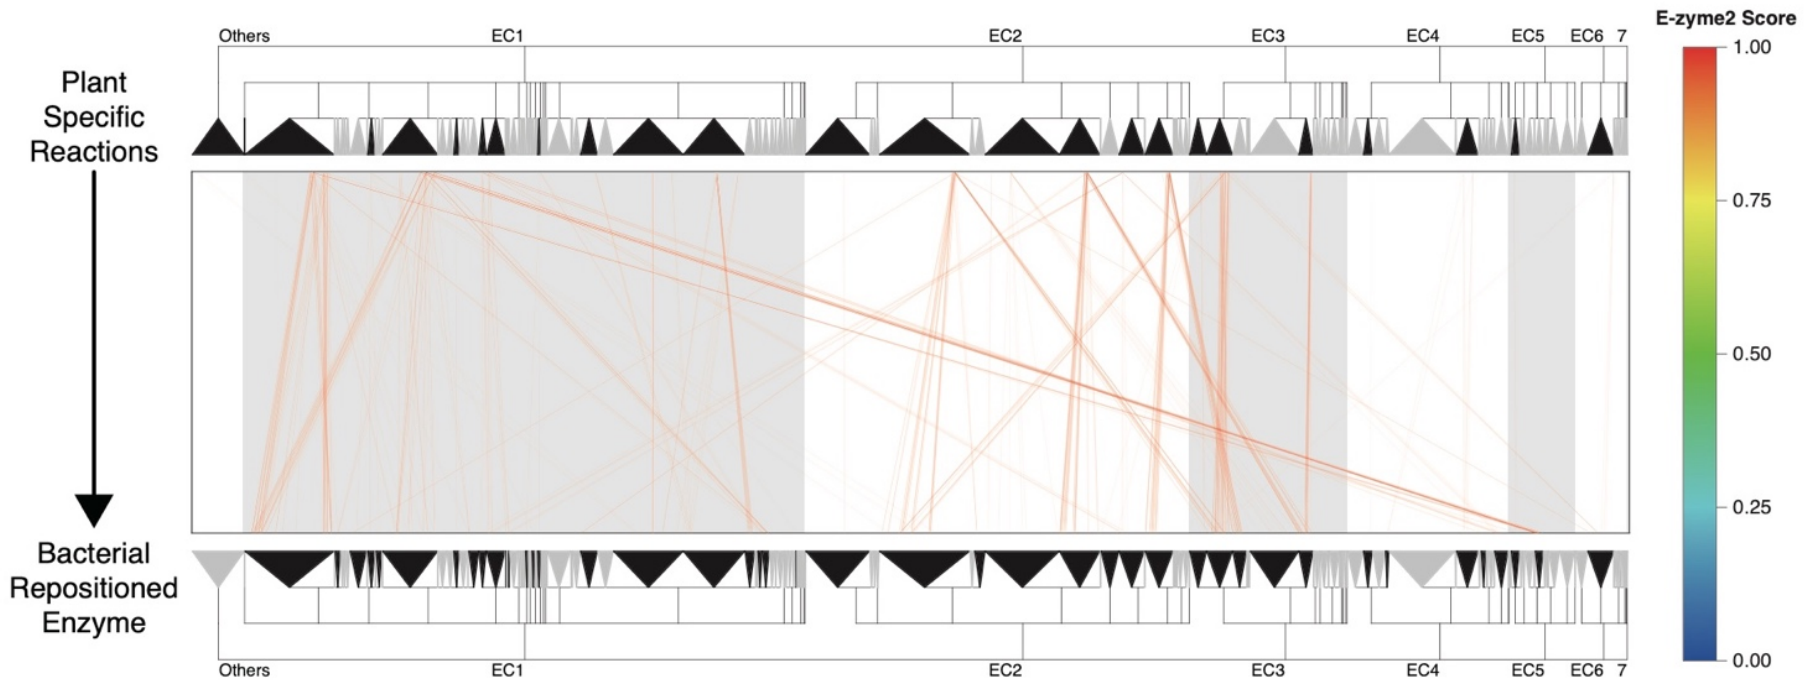 E-zyme2 Score
Others EC1 EC2 EC3 EC4 EC5 EC6 7
1.00
Plant
Specific
Reactions
0.75
0.50
0.25
Bacterial
Repositioned
Enzyme
0.00
Others EC1 EC2 EC3 EC4 EC5 EC6 7